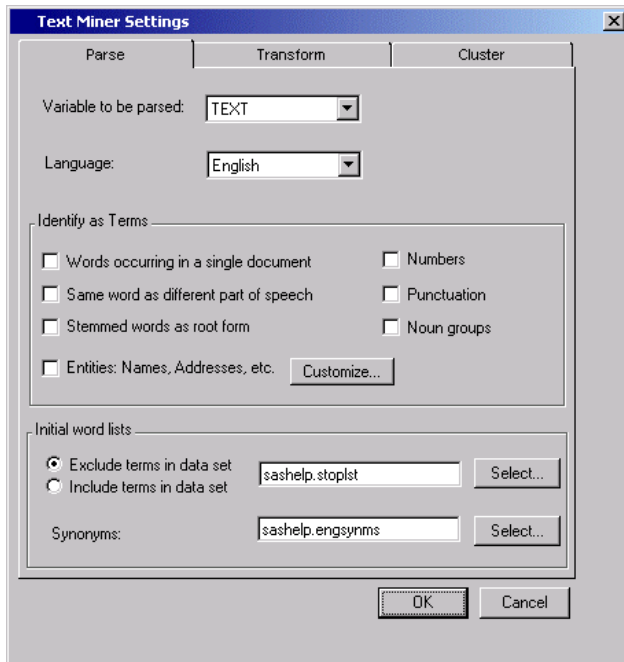 Text Miner Settings
Parse Transform Cluster
Variable to be parsed: TEXT
Language: English
Identify as Terms
Words occurring in a single document Numbers
Same word as different part of speech Punctuation
Stemmed words as root form Noun groups
Entities: Names, Addresses, etc. Customize...
Initial word lists
Exclude terms in data set sashelp.stoplst Select...
Include terms in data set
Synonyms: sashelp.engsynms Select...
OK Cancel